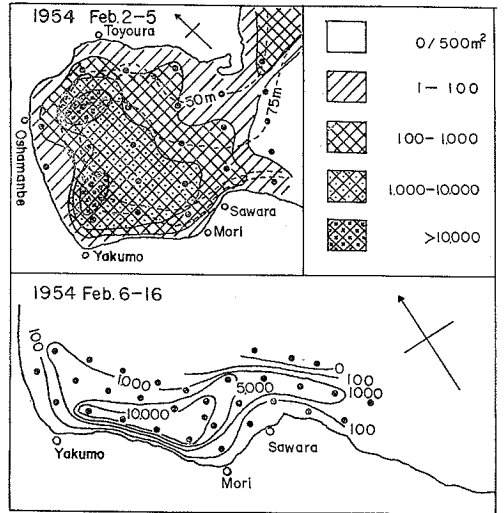 1954 Feb. 2-5
Toyoura
50m
75m
Oshamanbe
Sawara
Mori
Yakumo
0/500m²
1-100
100-1,000
1,000-10,000
>10,000
1954 Feb. 6-16
100
1,000
10,000
5,000
0
100
1000
100
Yakumo
Sawara
Mori